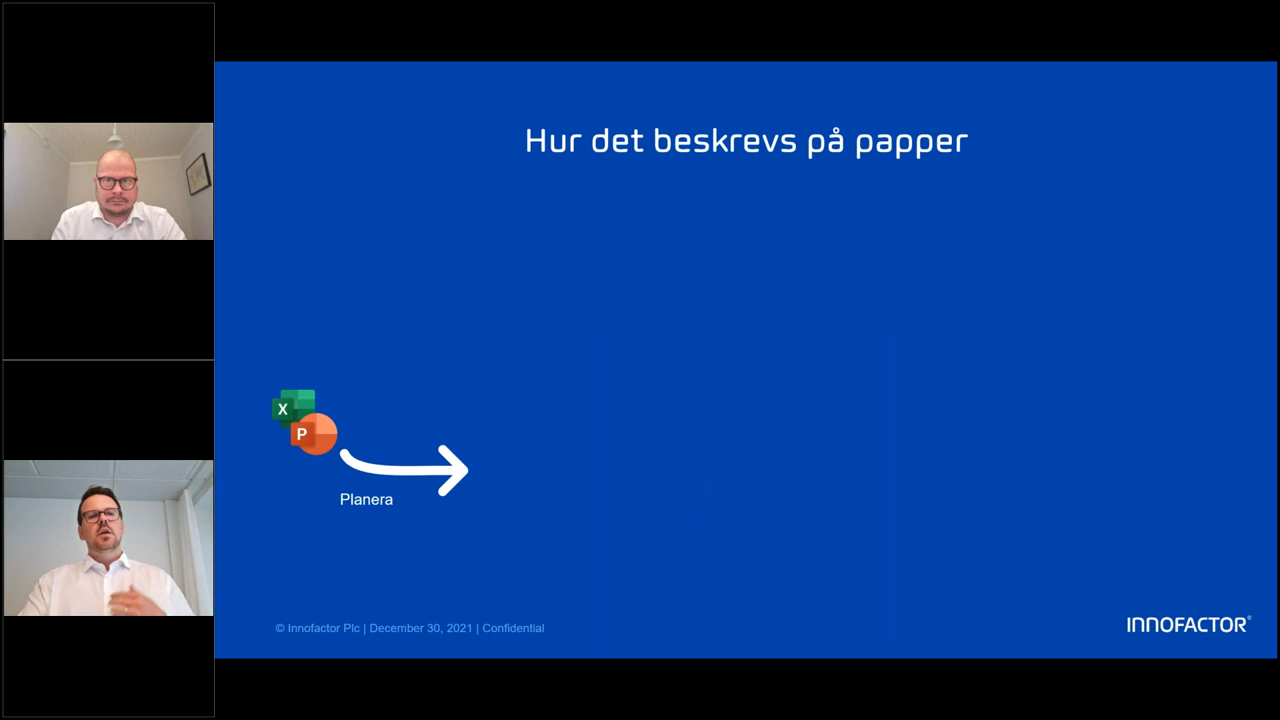 Hur det beskrevs på papper
X
P
Planera
© Innofactor Plc | December 30, 2021 | Confidential
INNOFACTOR®